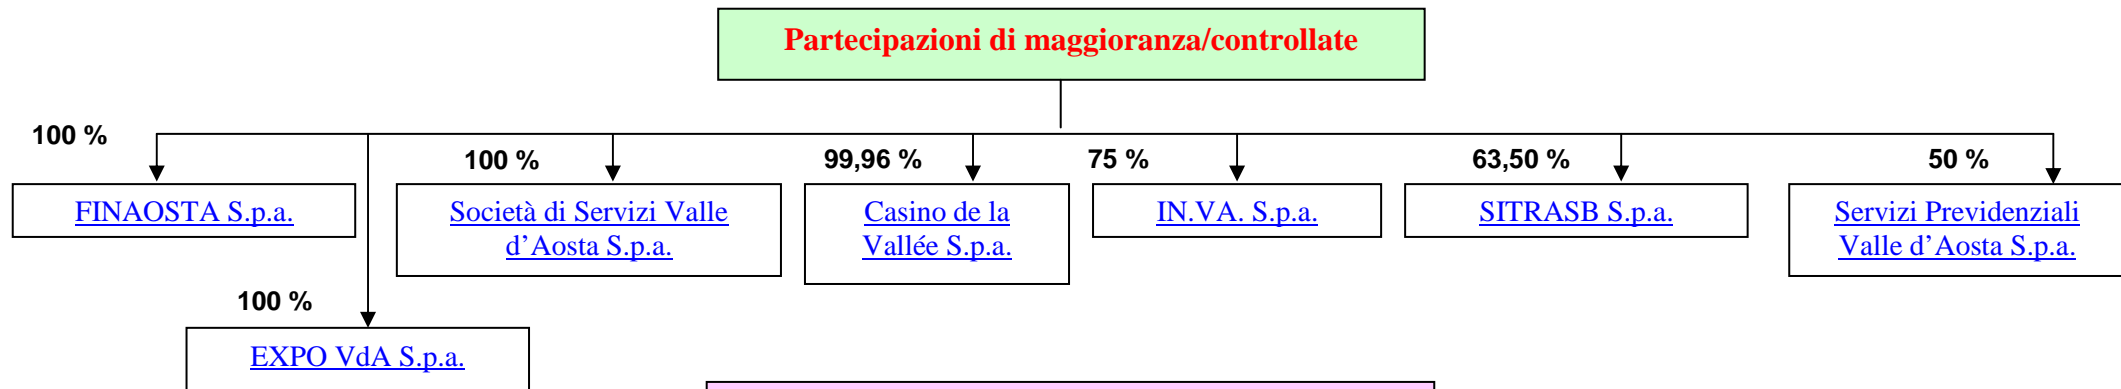 Partecipazioni di maggioranza/controllate
100 %
100 %
99,96 %
75 %
63,50 %
50 %
FINAOSTA S.p.a.
Società di Servizi Valle
d’Aosta S.p.a.
Casino de la
Vallée S.p.a.
IN.VA. S.p.a.
SITRASB S.p.a.
Servizi Previdenziali
Valle d’Aosta S.p.a.
100 %
EXPO VdA S.p.a.